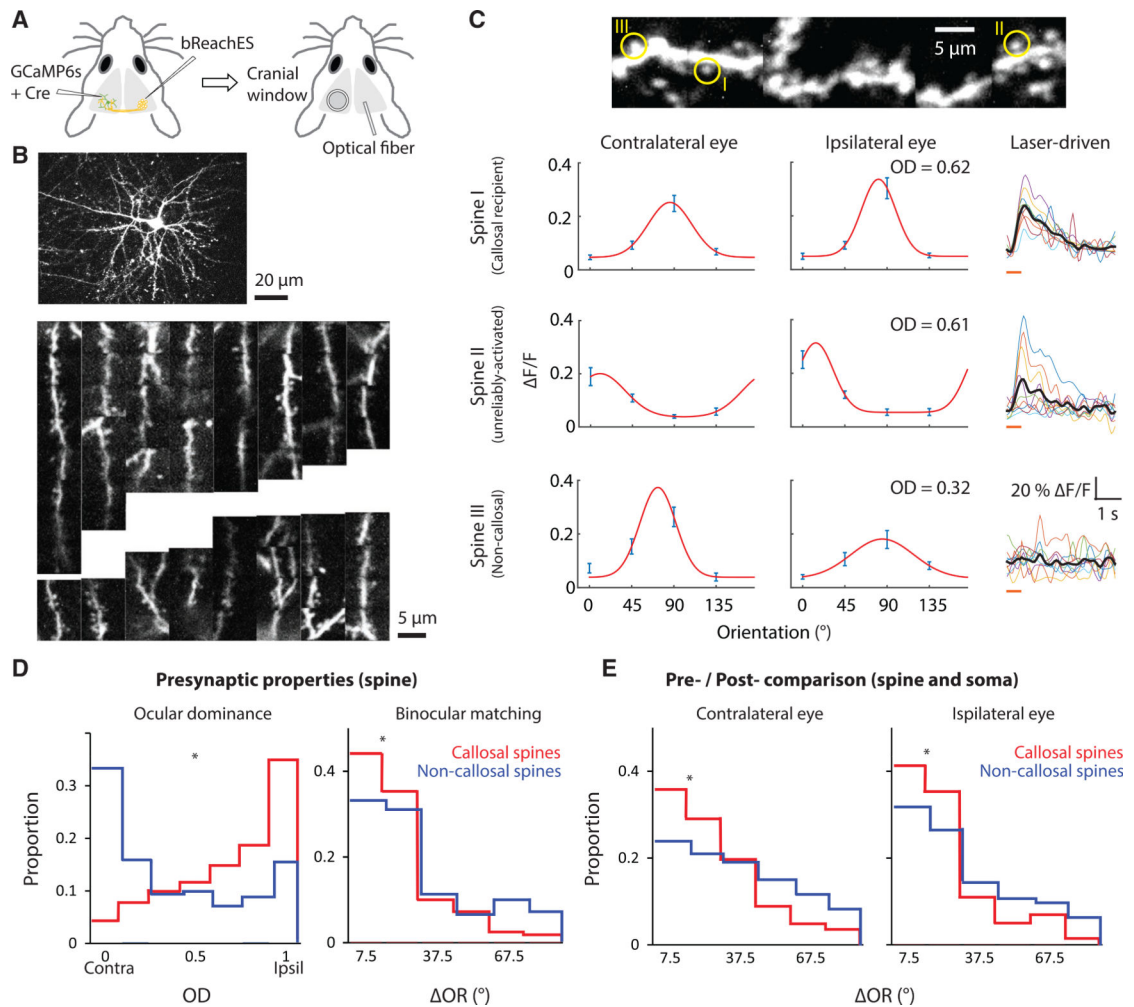 A
GCaMP6s
+ Cre
bReachES
Cranial
window
Optical fiber
B
20 µm
5 µm
C
III
I
II
5 µm
Contralateral eye
Ipsilateral eye
Laser-driven
Spine I
(Callosal recipient)
0.4
0.2
0
OD = 0.62
Spine II
(unreliably-activated)
ΔF/F
0.4
0.2
0
OD = 0.61
Spine III
(Non-callosal)
0.4
0.2
0
OD = 0.32
20 % ΔF/F
1 s
0 45 90 135
0 45 90 135
Orientation (°)
D
Presynaptic properties (spine)
Ocular dominance
Binocular matching
*
*
Callosal spines
Non-callosal spines
Proportion
0.3
0.2
0.1
0
0.4
0.2
0
0 0.5 1
Contra Ipsil
OD
7.5 37.5 67.5
ΔOR (°)
E
Pre- / Post- comparison (spine and soma)
Contralateral eye
Ispilateral eye
*
*
Callosal spines
Non-callosal spines
Proportion
0.4
0.2
0
7.5 37.5 67.5
7.5 37.5 67.5
ΔOR (°)